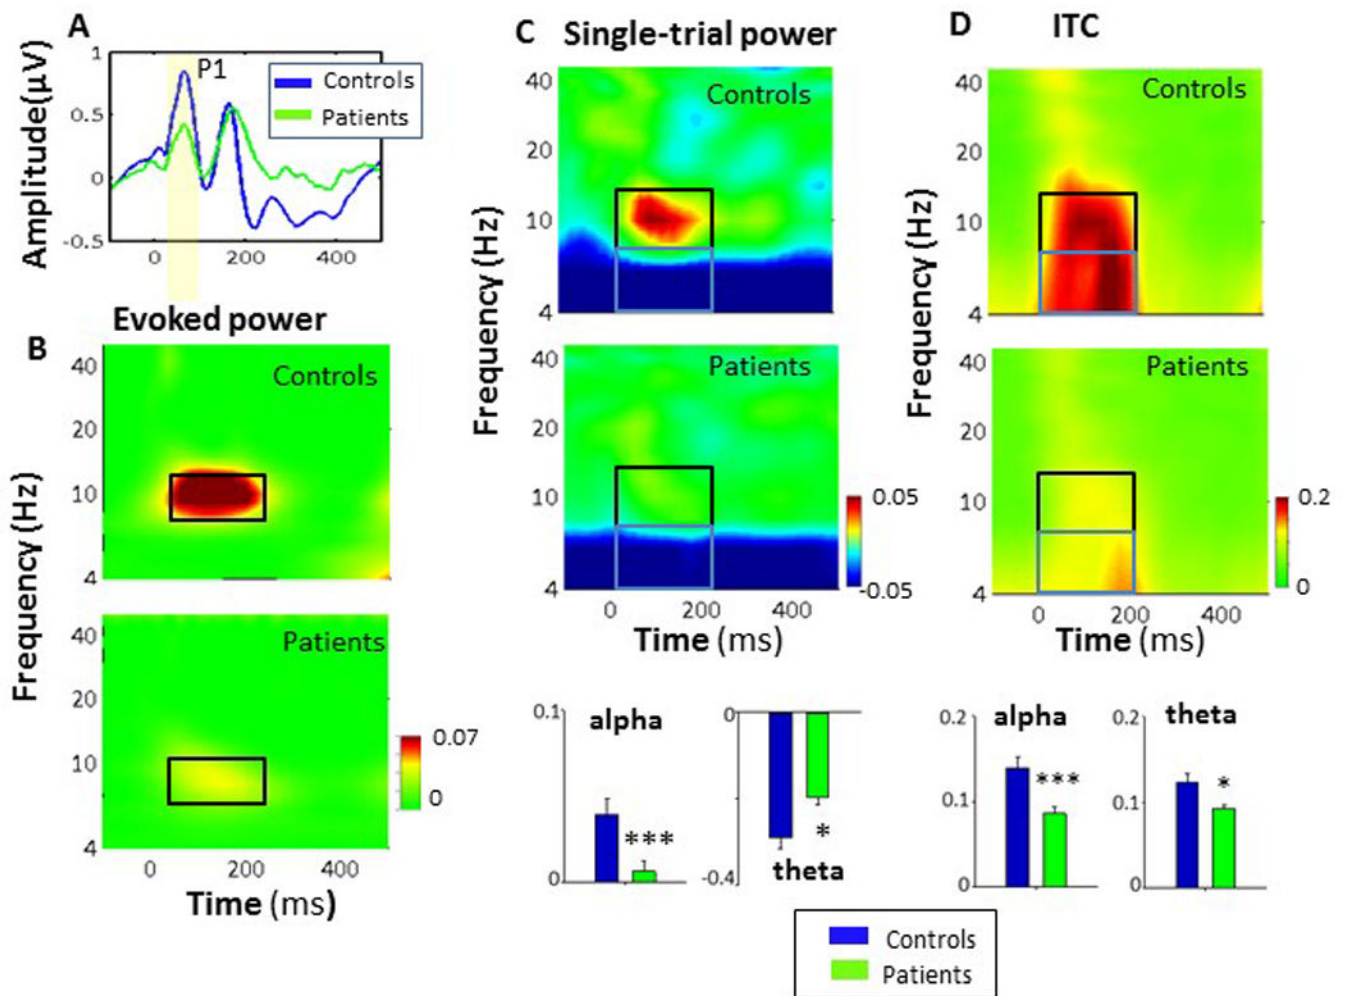 A
Amplitude(µV)
1
0.5
0
-0.5
P1
Controls
Patients
0
200
400
Evoked power
B
Frequency (Hz)
40
20
10
4
Controls
40
20
10
4
Patients
0.07
0
0
200
400
Time (ms)
C
Single-trial power
Frequency (Hz)
40
20
10
4
Controls
40
20
10
4
Patients
0.05
-0.05
0
200
400
Time (ms)
0.1
0
alpha
***
0
-0.4
*
theta
D
ITC
Frequency (Hz)
40
20
10
4
Controls
40
20
10
4
Patients
0.2
0
0
200
400
Time (ms)
0.2
0.1
0
alpha
***
0.2
0.1
0
theta
*
Controls
Patients